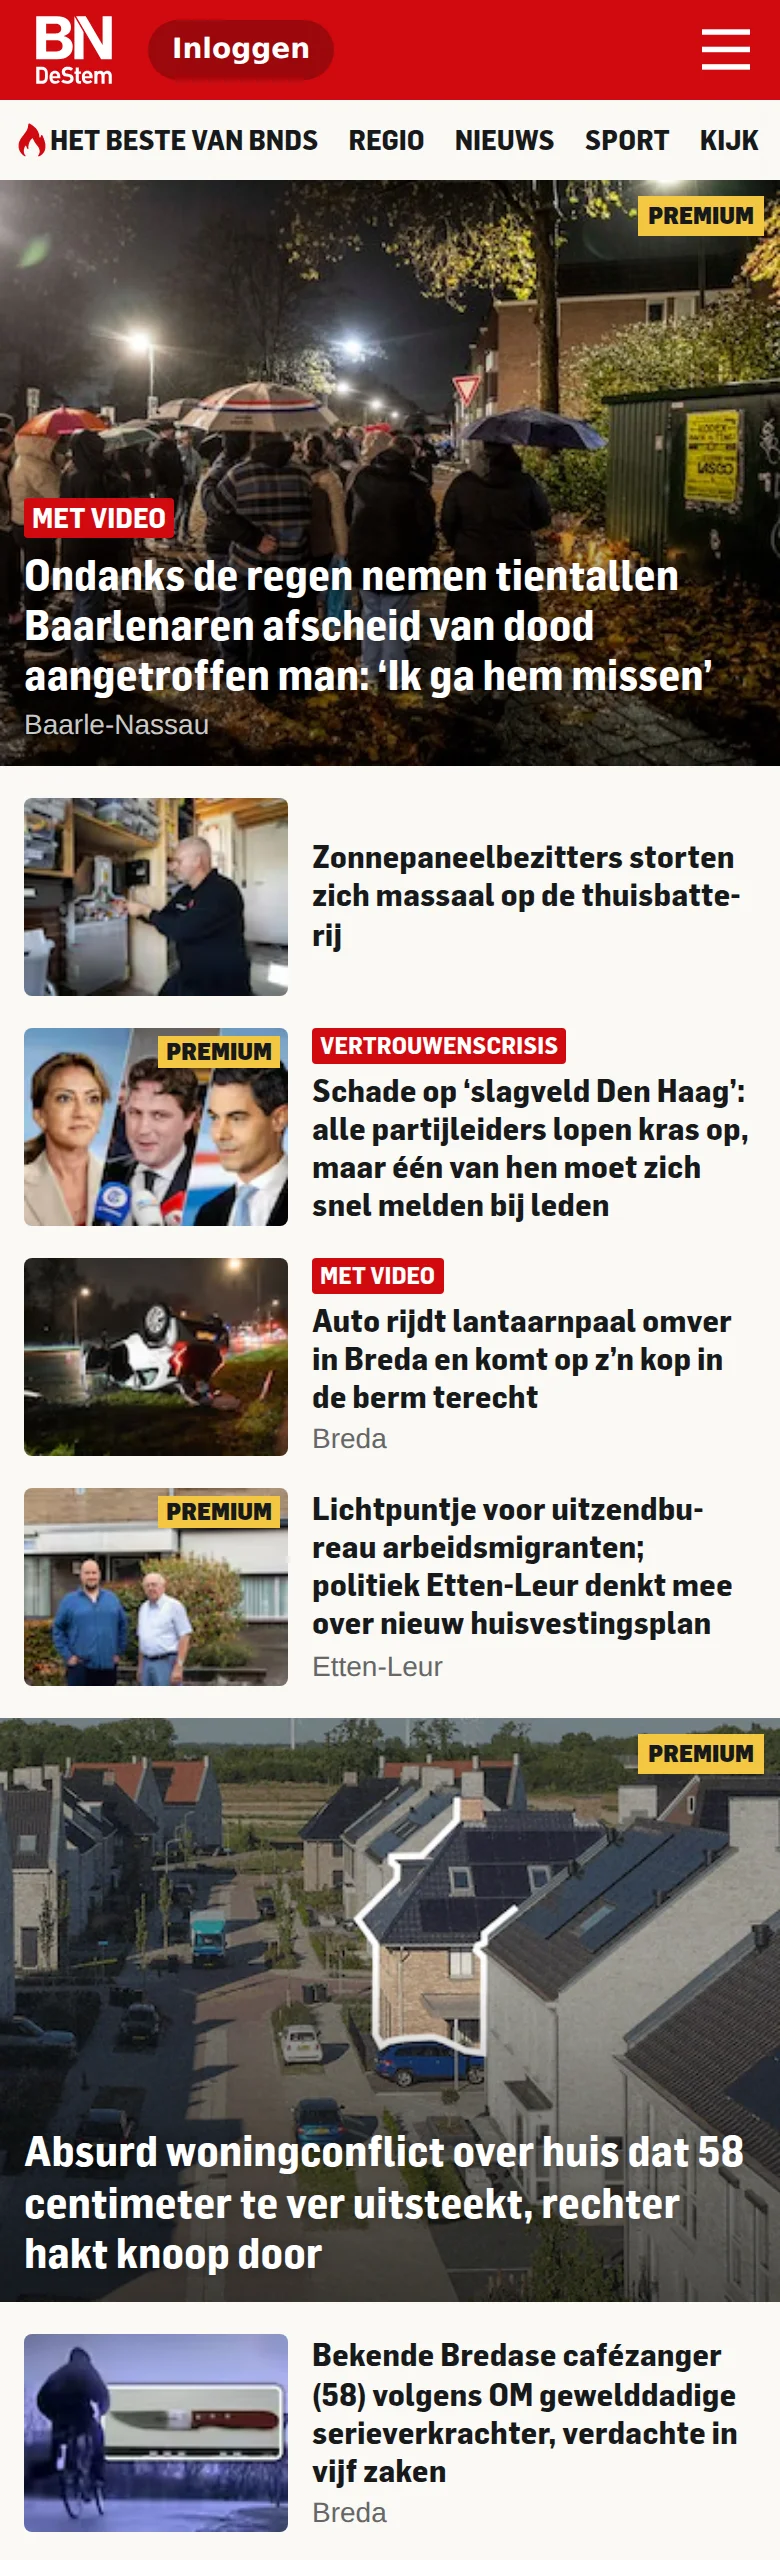 BN
DeStem
Inloggen
HET BESTE VAN BNDS
REGIO
NIEUWS
SPORT
KIJK
PREMIUM
MET VIDEO
Ondanks de regen nemen tientallen
Baarlenaren afscheid van dood
aangetroffen man: ‘Ik ga hem missen’
Baarle-Nassau
Zonnepaneelbezitters storten
zich massaal op de thuisbatte-
rij
PREMIUM
VERTROUWENSCRISIS
Schade op ‘slagveld Den Haag’:
alle partijleiders lopen kras op,
maar één van hen moet zich
snel melden bij leden
MET VIDEO
Auto rijdt lantaarnpaal omver
in Breda en komt op z’n kop in
de berm terecht
Breda
PREMIUM
Lichtpuntje voor uitzendbu-
reau arbeidsmigranten;
politiek Etten-Leur denkt mee
over nieuw huisvestingsplan
Etten-Leur
PREMIUM
Absurd woningconflict over huis dat 58
centimeter te ver uitsteekt, rechter
hakt knoop door
Bekende Bredase cafézanger
(58) volgens OM gewelddadige
serieverkrachter, verdachte in
vijf zaken
Breda